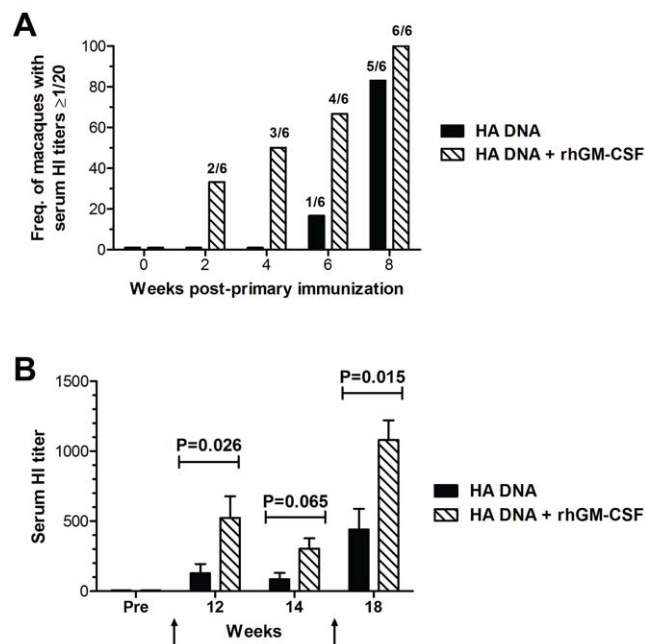 A
Freq. of macaques with
serum HI titers ≥1/20
100
80
60
40
20
0
2/6
3/6
1/6
4/6
5/6
6/6
0
2
4
6
8
Weeks post-primary immunization
HA DNA
HA DNA + rhGM-CSF
B
Serum HI titer
1500
1000
500
0
P=0.026
P=0.065
P=0.015
Pre
12
14
18
Weeks
HA DNA
HA DNA + rhGM-CSF